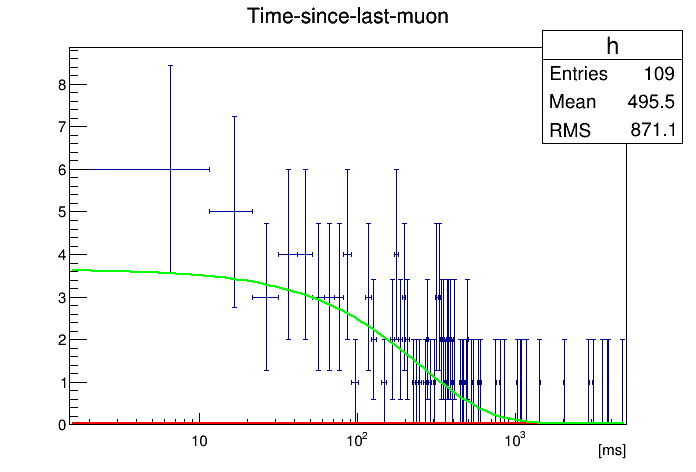 Time-since-last-muon
h
Entries 109
Mean 495.5
RMS 871.1
8
7
6
5
4
3
2
1
0
10 10² 10³
[ms]